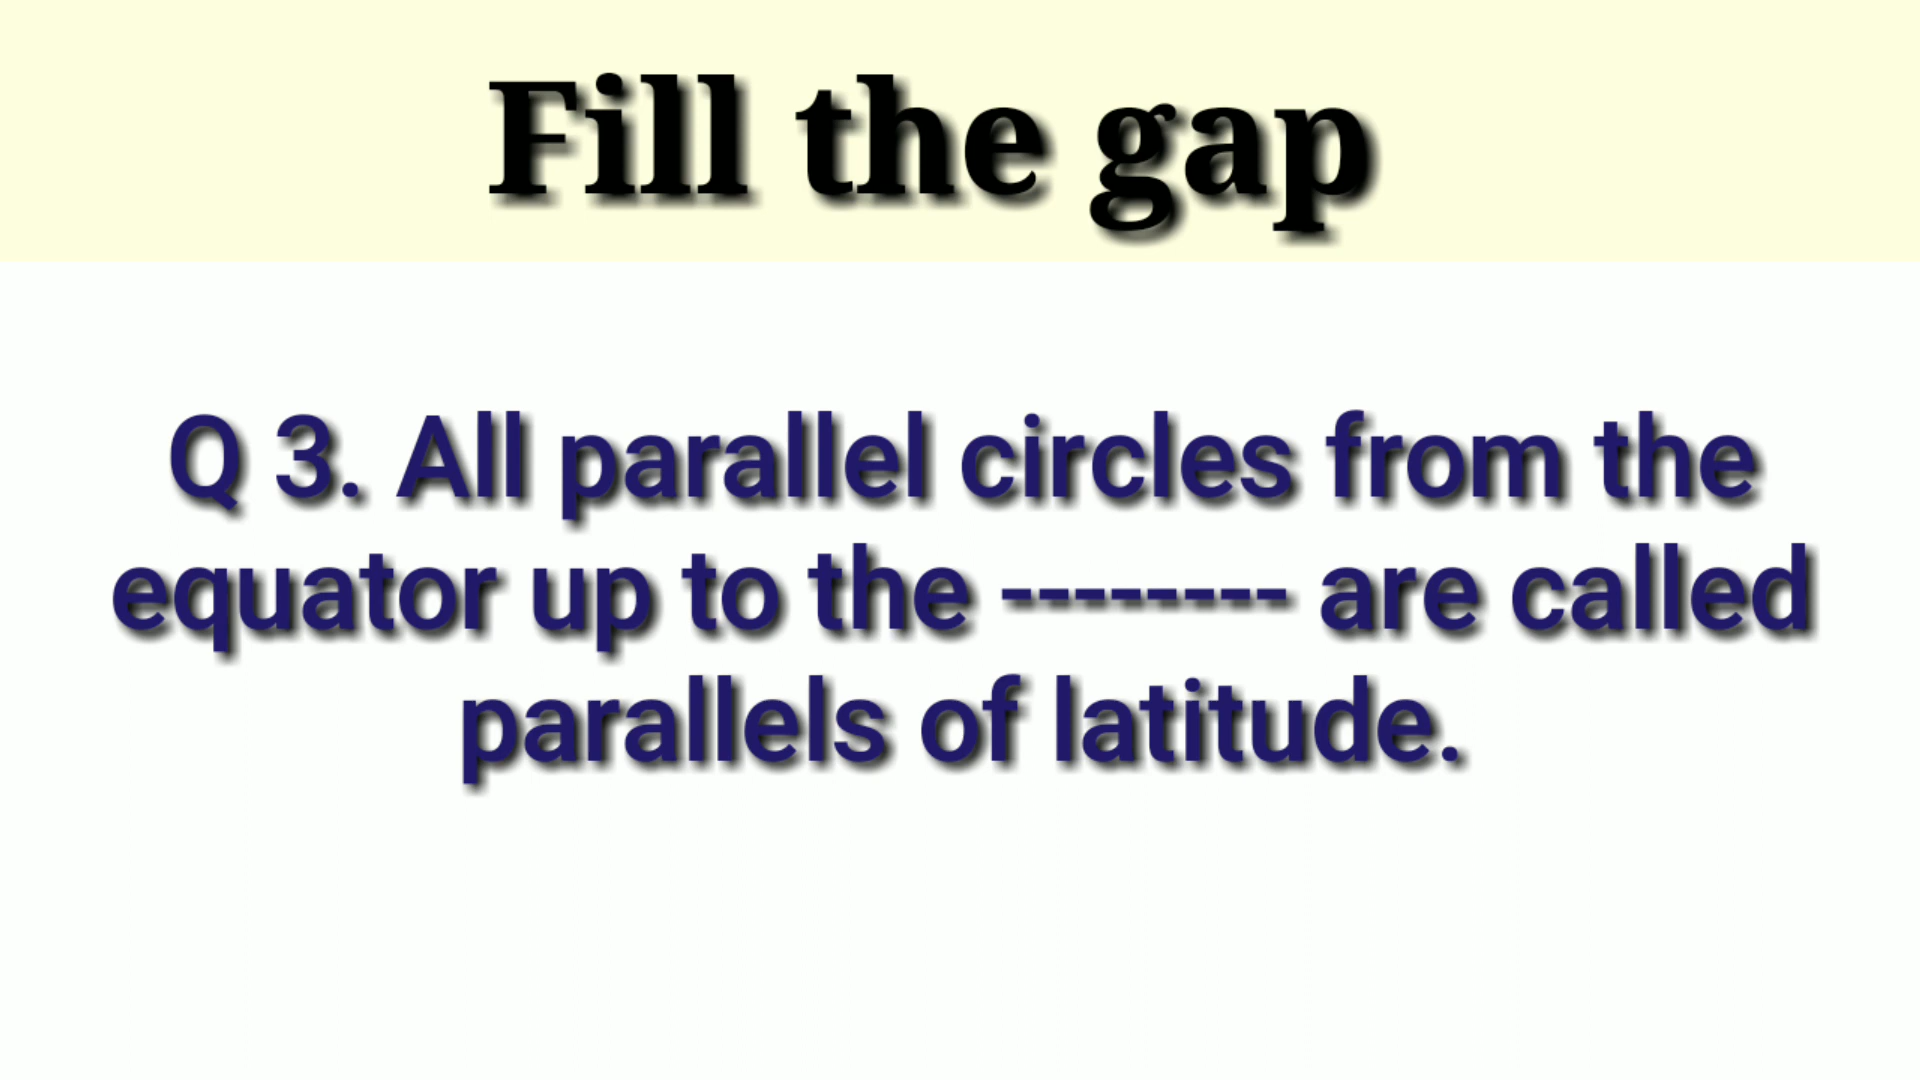 Fill the gap
Q 3. All parallel circles from the
equator up to the -------- are called
parallels of latitude.